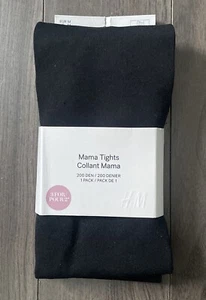 Mama Tights
Collant Mama
200 DEN / 200 DENIER
1 PACK / PACK DE 1
H&M